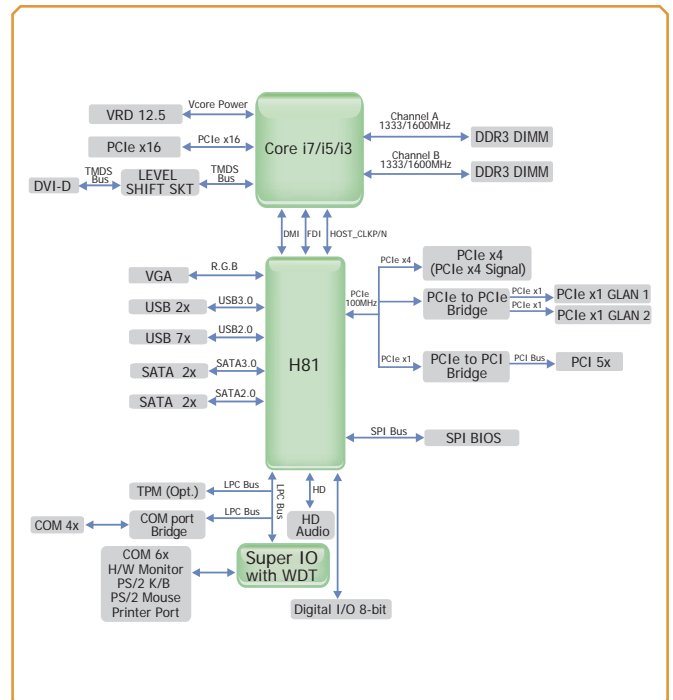 VRD 12.5
Vcore Power
Core i7/i5/i3
Channel A
1333/1600MHz
DDR3 DIMM
PCIe x16
PCIe x16
Channel B
1333/1600MHz
DDR3 DIMM
DVI-D
TMDS
Bus
LEVEL
SHIFT SKT
TMDS
Bus
DMI
FDI
HOST_CLKP/N
VGA
R.G.B
H81
PCIe
100MHz
PCIe x4
PCIe x4
(PCIe x4 Signal)
USB 2x
USB3.0
PCIe to PCIe
Bridge
PCIe x1
PCIe x1 GLAN 1
PCIe x1
PCIe x1 GLAN 2
USB 7x
USB2.0
SATA 2x
SATA3.0
PCIe x1
PCIe to PCI
Bridge
PCI Bus
PCI 5x
SATA 2x
SATA2.0
SPI Bus
SPI BIOS
TPM (Opt.)
LPC Bus
LPC Bus
HD
HD
Audio
COM 4x
COM port
Bridge
LPC Bus
COM 6x
H/W Monitor
PS/2 K/B
PS/2 Mouse
Printer Port
Super IO
with WDT
Digital I/O 8-bit